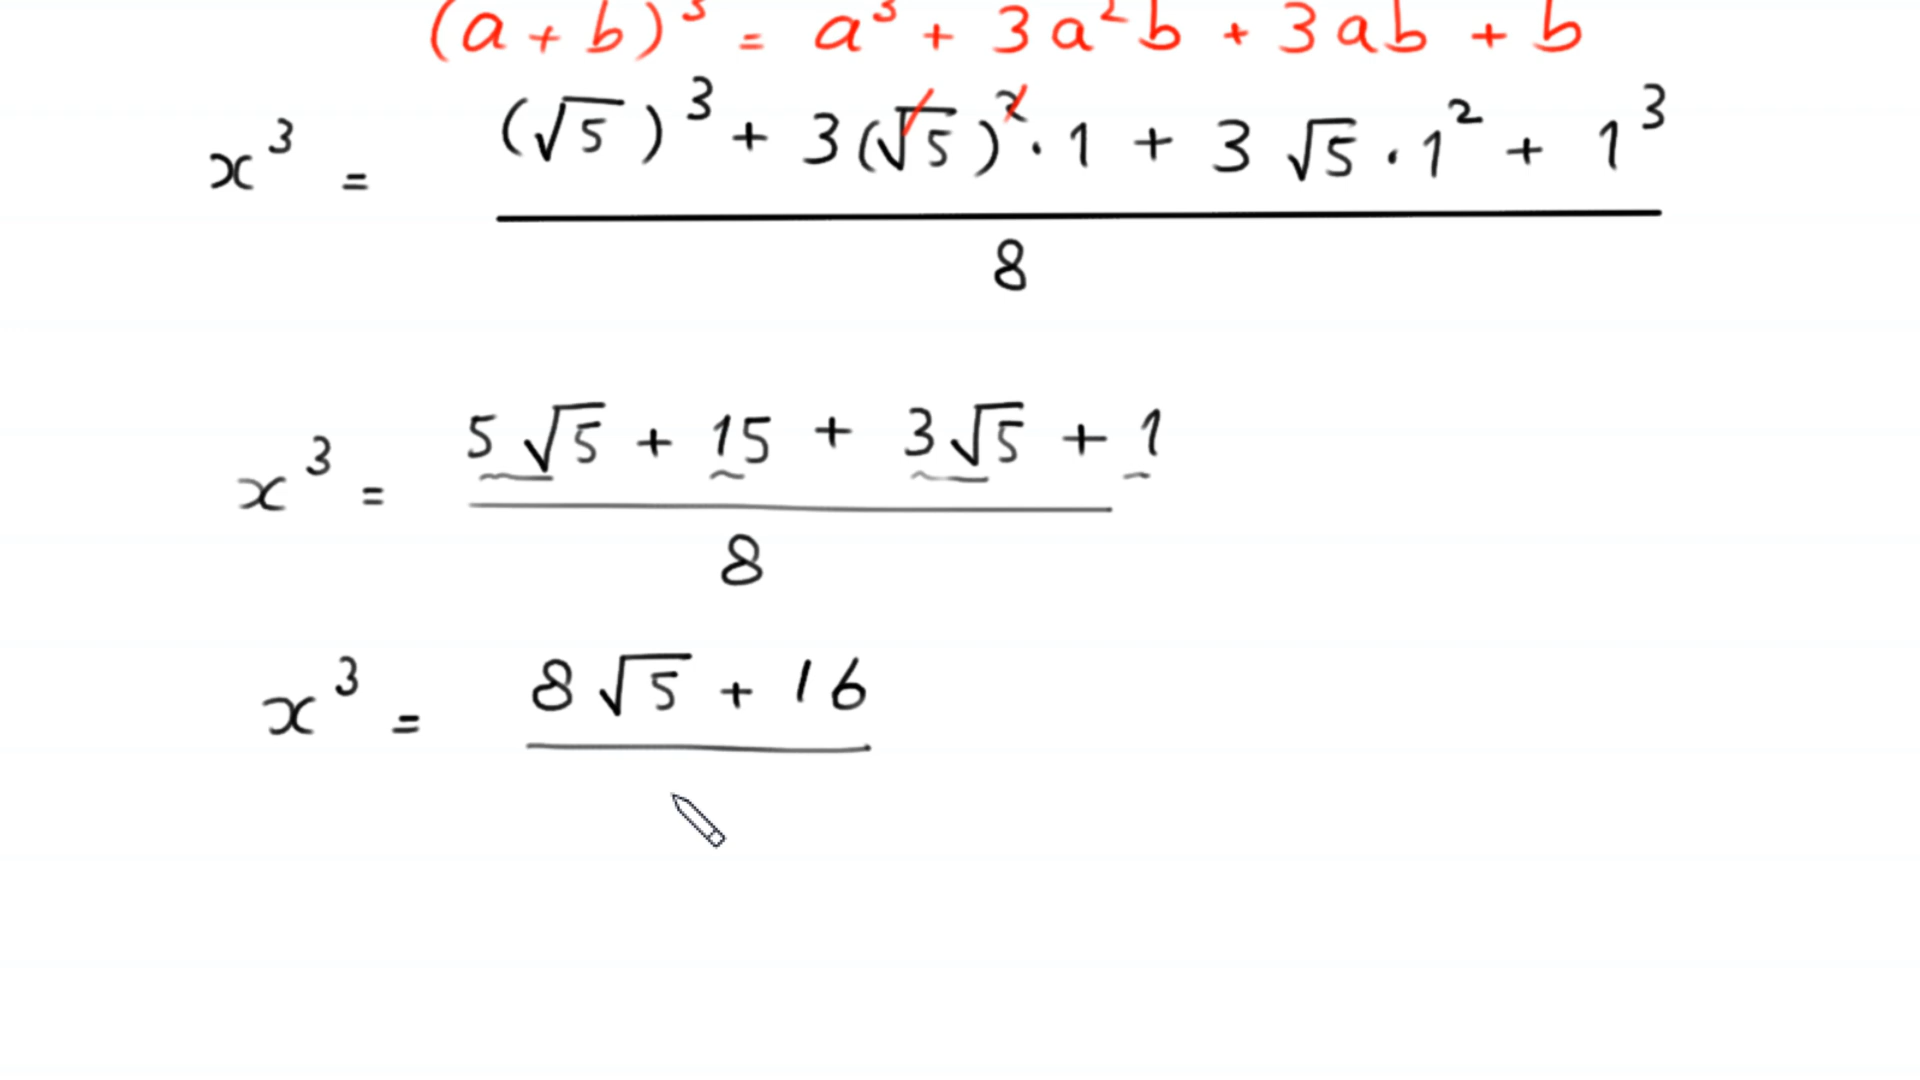 (a + b)³ = a³ + 3a²b + 3ab + b
x³ = ((√5)³ + 3(√5)²·1 + 3√5·1² + 1³) / 8
x³ = (5√5 + 15 + 3√5 + 1) / 8
x³ = 8√5 + 16